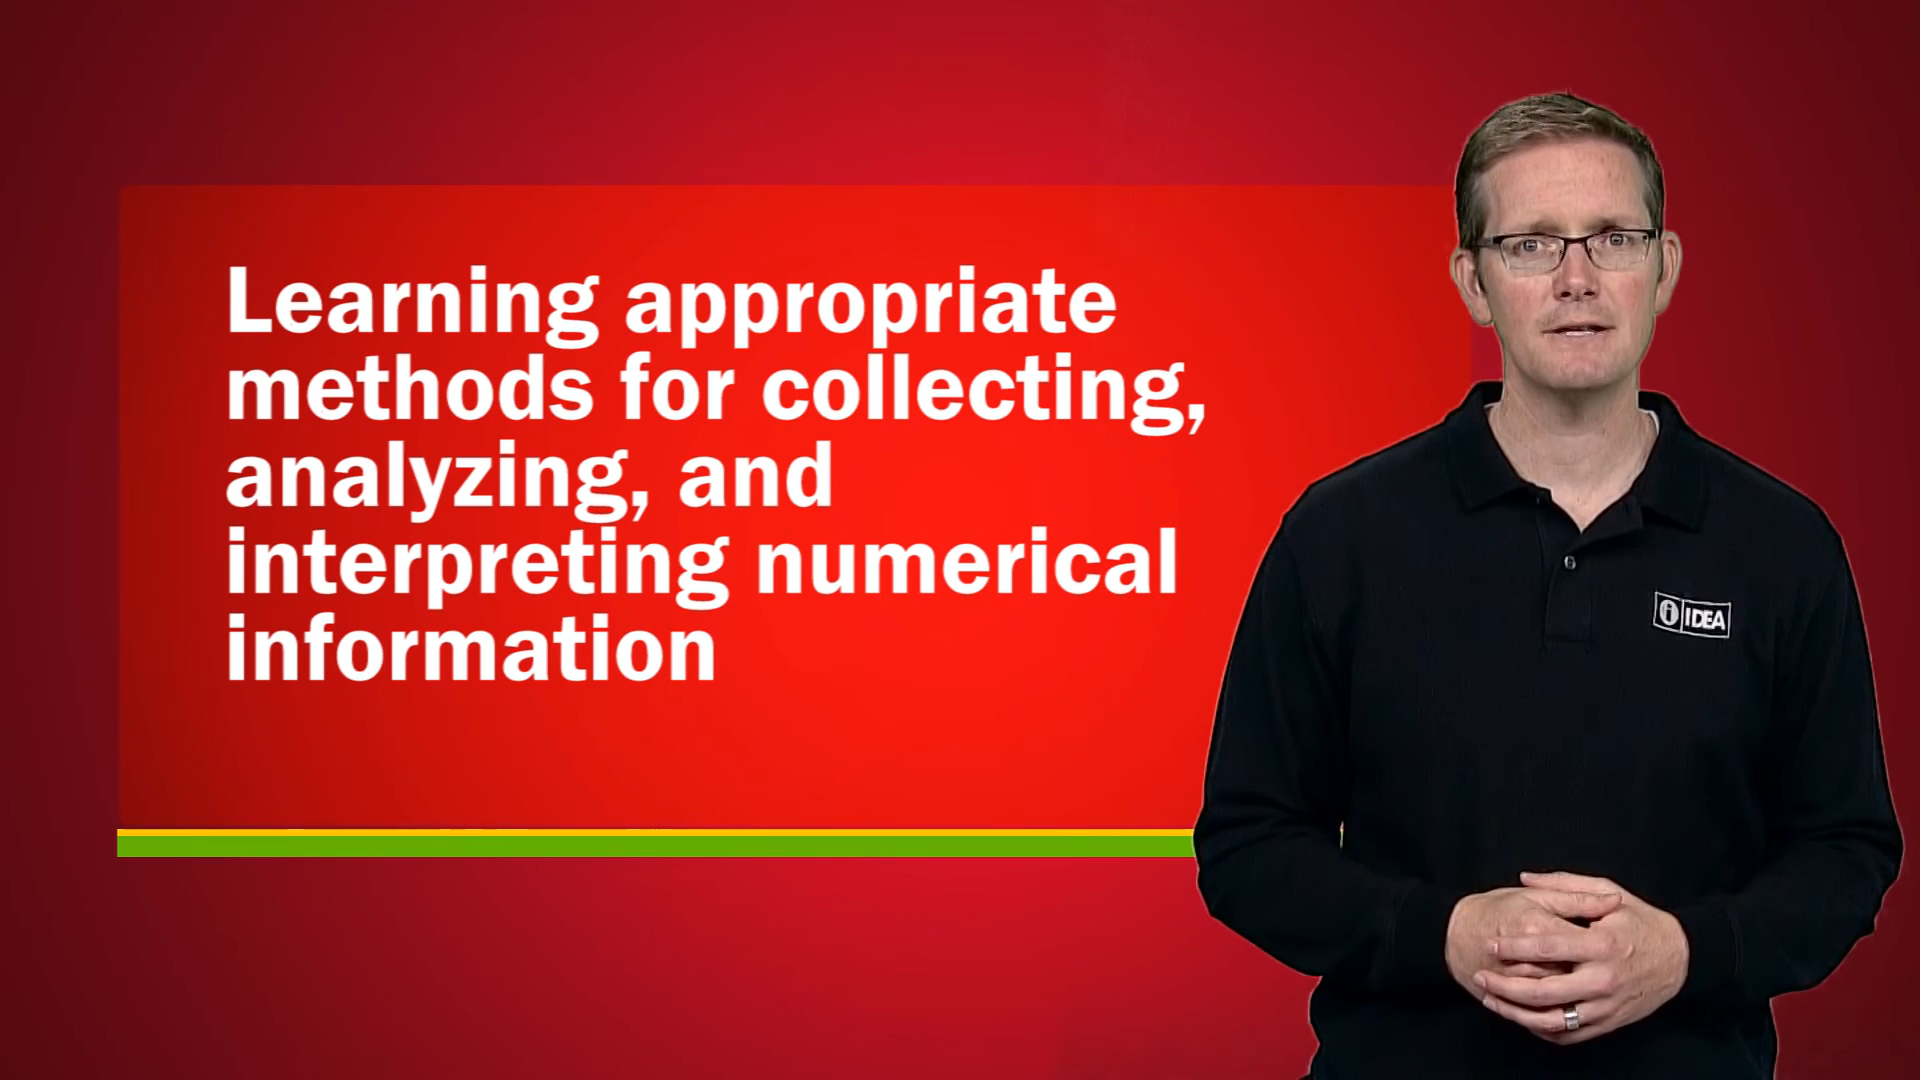 Learning appropriate
methods for collecting,
analyzing, and
interpreting numerical
information
i IDEA